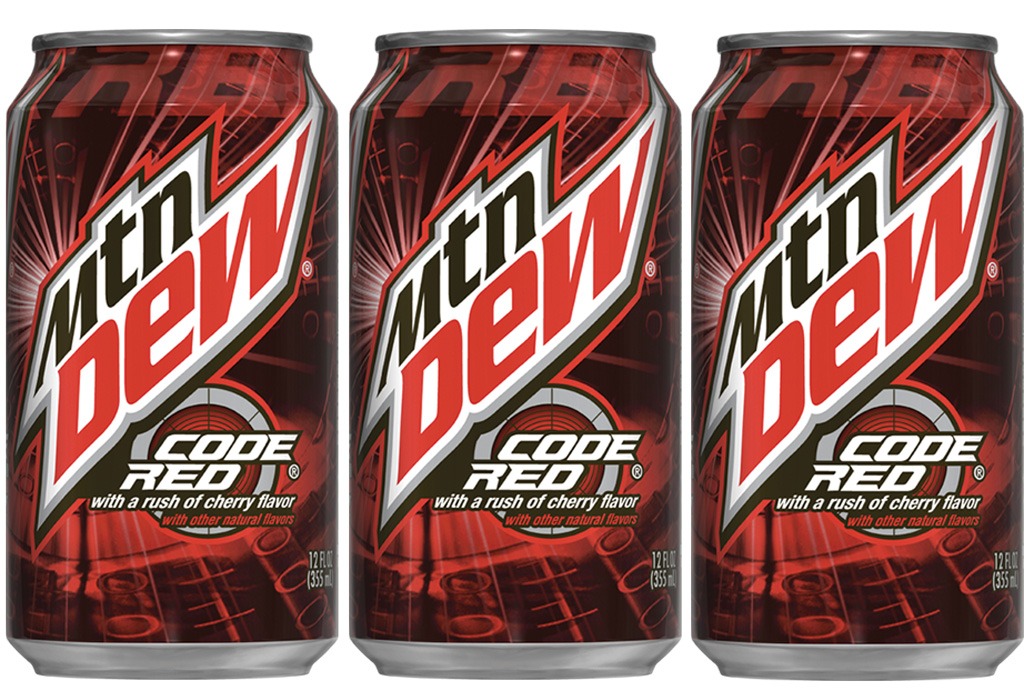 Mtn
Dew®
CODE
RED®
with a rush of cherry flavor
with other natural flavors
12 FL OZ
(355 mL)
Mtn
Dew®
CODE
RED®
with a rush of cherry flavor
with other natural flavors
12 FL OZ
(355 mL)
Mtn
Dew®
CODE
RED®
with a rush of cherry flavor
with other natural flavors
12 FL OZ
(355 mL)